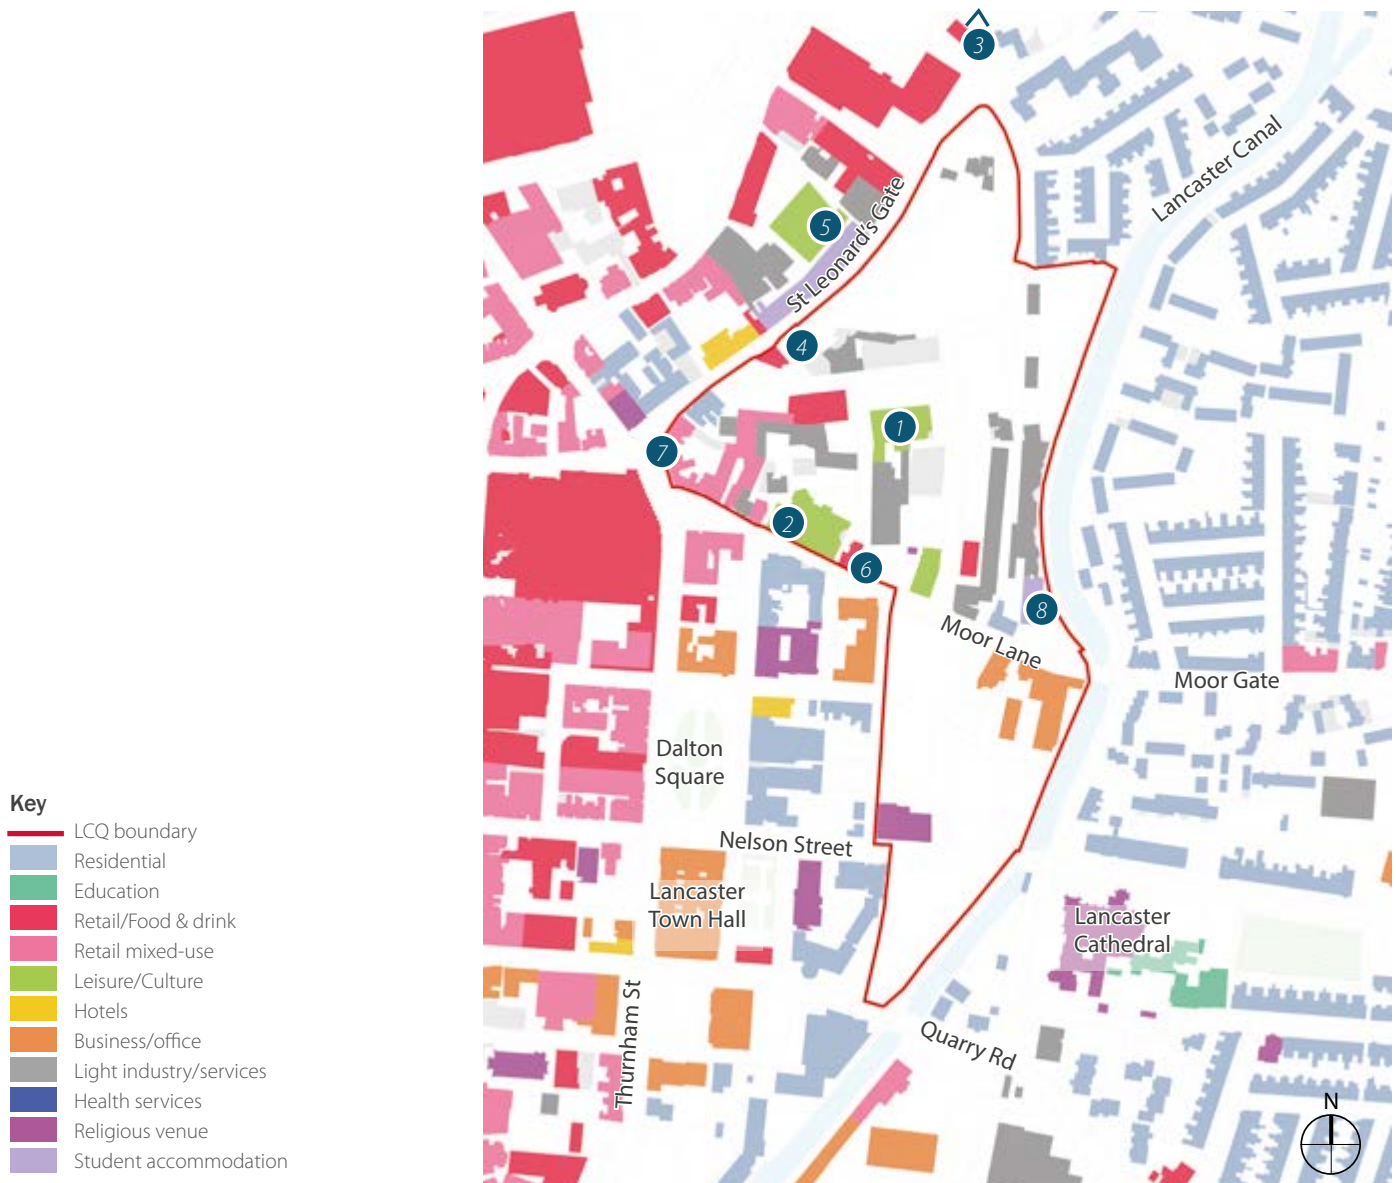 3
Lancaster Canal
5
St Leonard's Gate
4
1
7
2
6
8
Moor Lane
Moor Gate
Dalton
Square
Nelson Street
Lancaster
Town Hall
Lancaster
Cathedral
Thurnham St
Quarry Rd
N
Key
LCQ boundary
Residential
Education
Retail/Food & drink
Retail mixed-use
Leisure/Culture
Hotels
Business/office
Light industry/services
Health services
Religious venue
Student accommodation